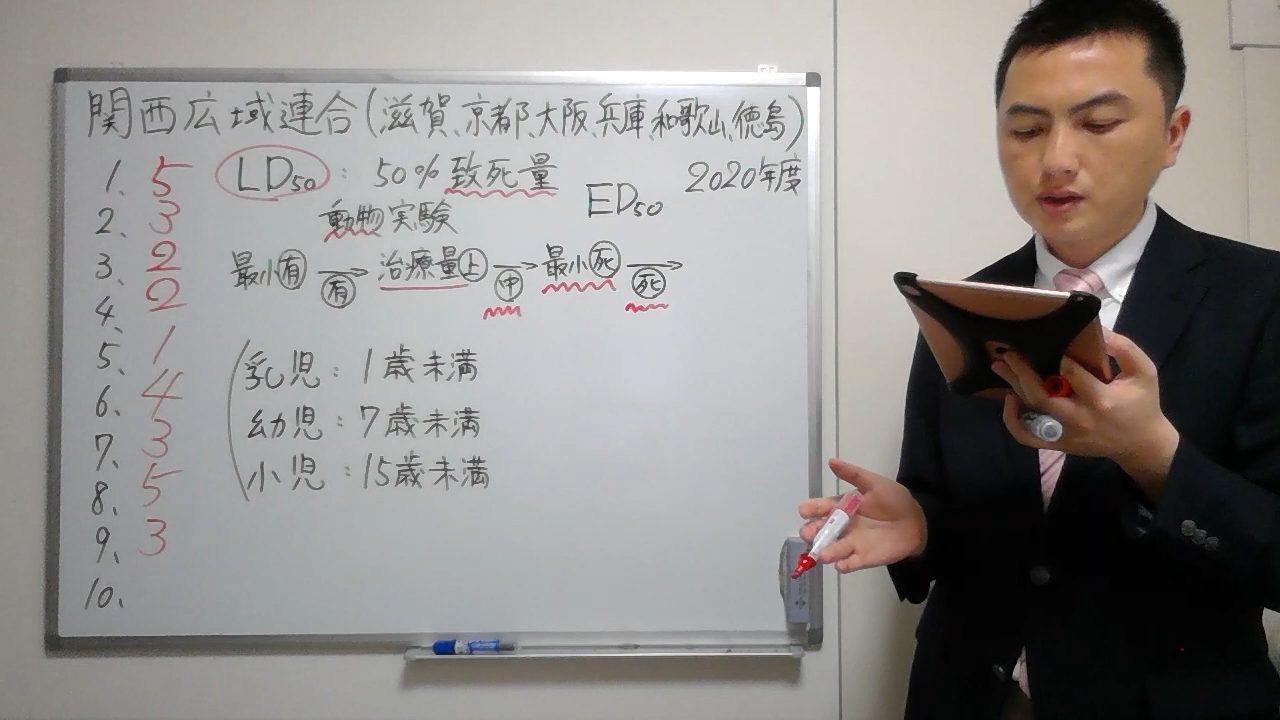 関西広域連合(滋賀、京都、大阪、兵庫、和歌山、徳島)
2020年度
1. 5
2. 3
3. 2
4. 2
5. 1
6. 4
7. 3
8. 5
9. 3
10.
LD50 : 50%致死量
ED50
動物実験
最小有 → 有 治療量上 → 中 最小死 → 死
乳児 : 1歳未満
幼児 : 7歳未満
小児 : 15歳未満